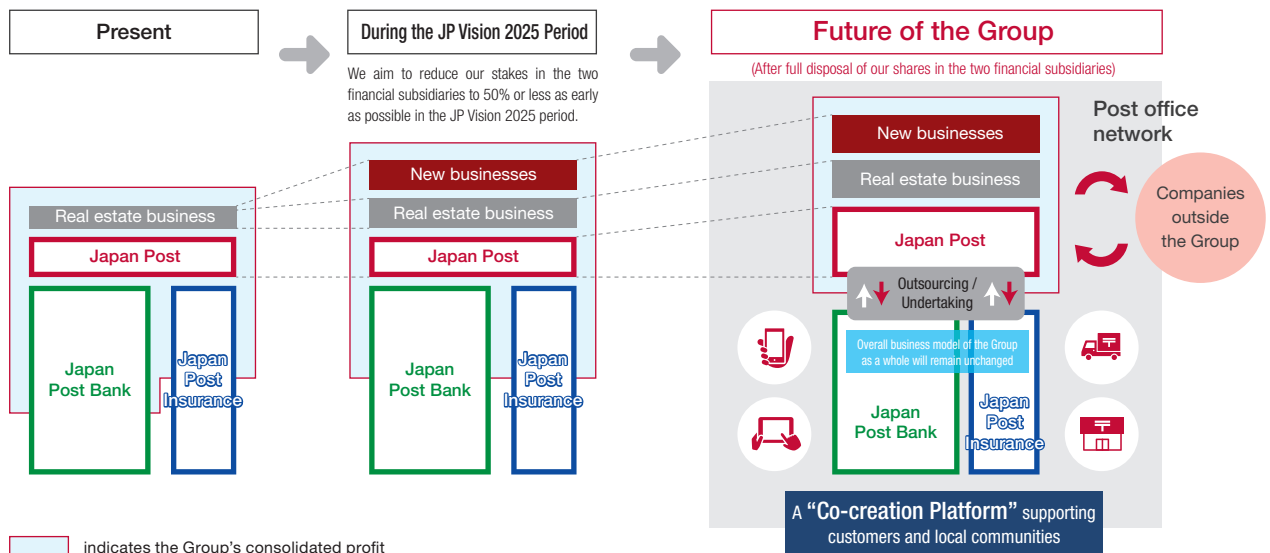 Present
During the JP Vision 2025 Period
Future of the Group
We aim to reduce our stakes in the two
financial subsidiaries to 50% or less as early
as possible in the JP Vision 2025 period.
(After full disposal of our shares in the two financial subsidiaries)
Real estate business
Japan Post
Japan
Post Bank
Japan
Post
Insurance
New businesses
Real estate business
Japan Post
Japan
Post Bank
Japan
Post
Insurance
New businesses
Real estate business
Japan Post
Outsourcing /
Undertaking
Overall business model of the Group
as a whole will remain unchanged
Japan
Post Bank
Japan
Post
Insurance
Post office
network
Companies
outside
the Group
〒
〒
A “Co-creation Platform” supporting
customers and local communities
indicates the Group's consolidated profit